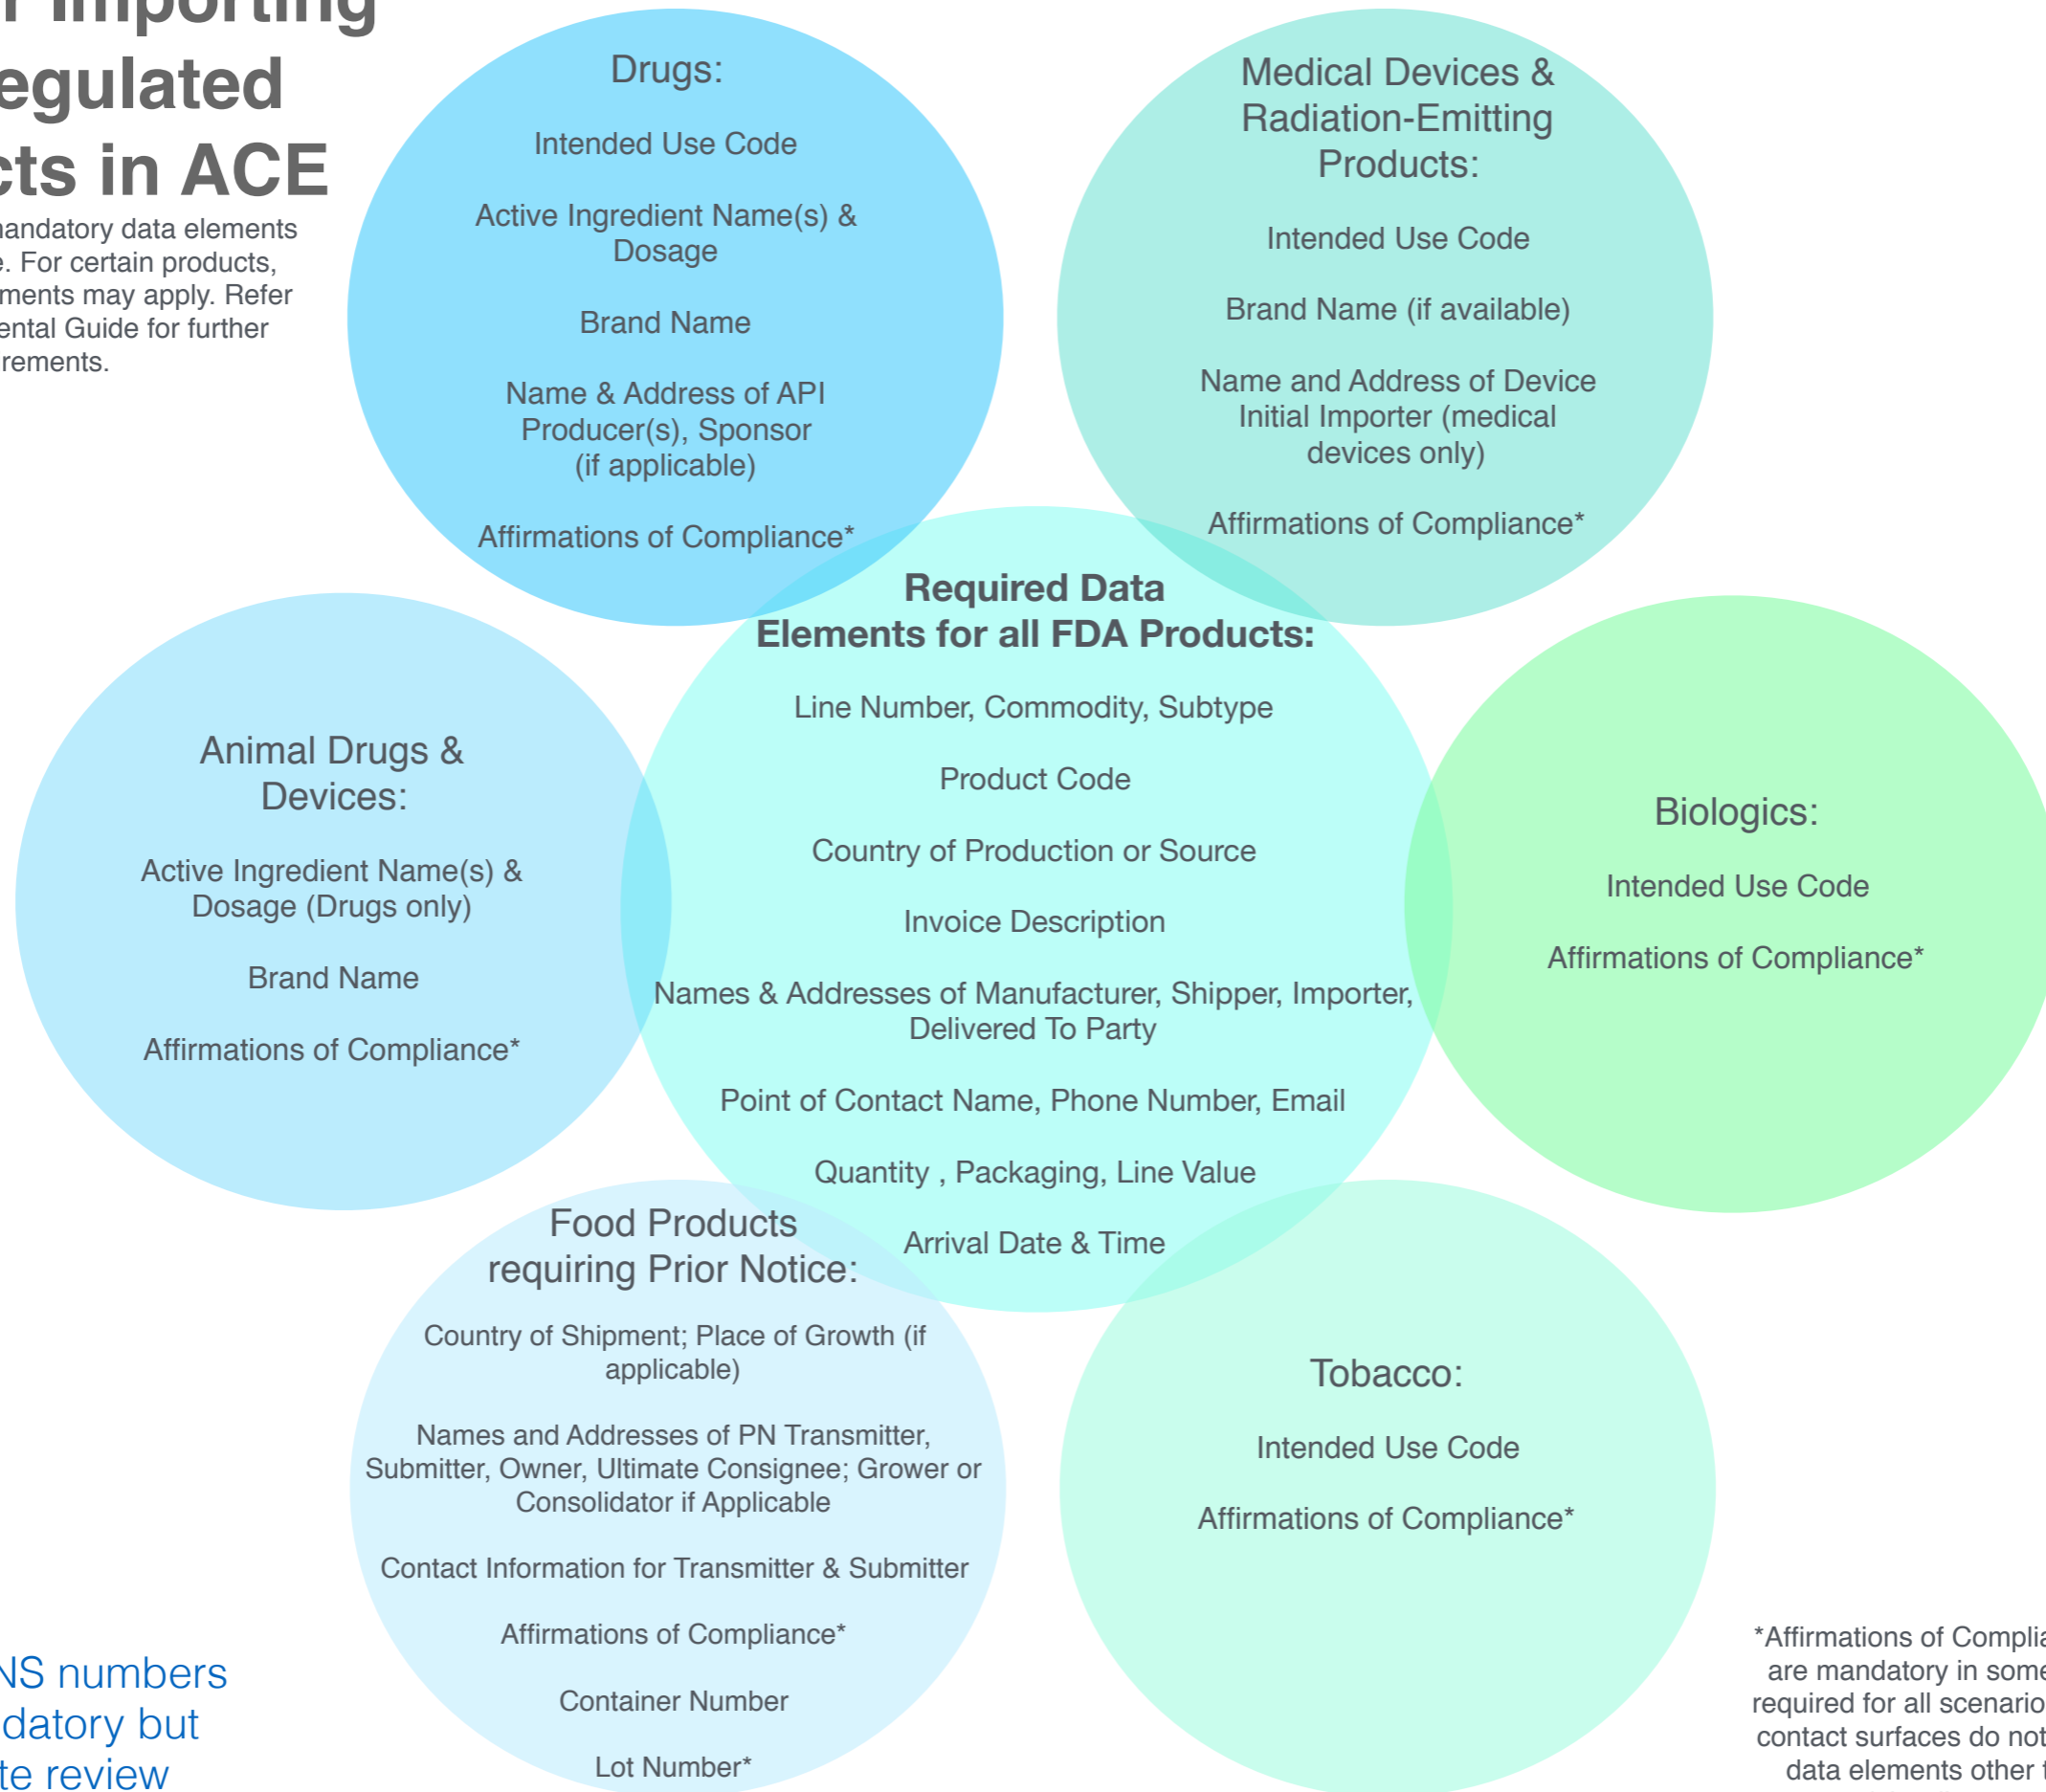 r Importing
egulated
cts in ACE
mandatory data elements
e. For certain products,
ments may apply. Refer
ental Guide for further
rements.
Drugs:
Intended Use Code
Active Ingredient Name(s) &
Dosage
Brand Name
Name & Address of API
Producer(s), Sponsor
(if applicable)
Affirmations of Compliance*
Medical Devices &
Radiation-Emitting
Products:
Intended Use Code
Brand Name (if available)
Name and Address of Device
Initial Importer (medical
devices only)
Affirmations of Compliance*
Required Data
Elements for all FDA Products:
Line Number, Commodity, Subtype
Product Code
Country of Production or Source
Invoice Description
Names & Addresses of Manufacturer, Shipper, Importer,
Delivered To Party
Point of Contact Name, Phone Number, Email
Quantity , Packaging, Line Value
Arrival Date & Time
Animal Drugs &
Devices:
Active Ingredient Name(s) &
Dosage (Drugs only)
Brand Name
Affirmations of Compliance*
Biologics:
Intended Use Code
Affirmations of Compliance*
Food Products
requiring Prior Notice:
Country of Shipment; Place of Growth (if
applicable)
Names and Addresses of PN Transmitter,
Submitter, Owner, Ultimate Consignee; Grower or
Consolidator if Applicable
Contact Information for Transmitter & Submitter
Affirmations of Compliance*
Container Number
Lot Number*
Tobacco:
Intended Use Code
Affirmations of Compliance*
NS numbers
datory but
te review
*Affirmations of Complia
are mandatory in some
required for all scenario
contact surfaces do not
data elements other t